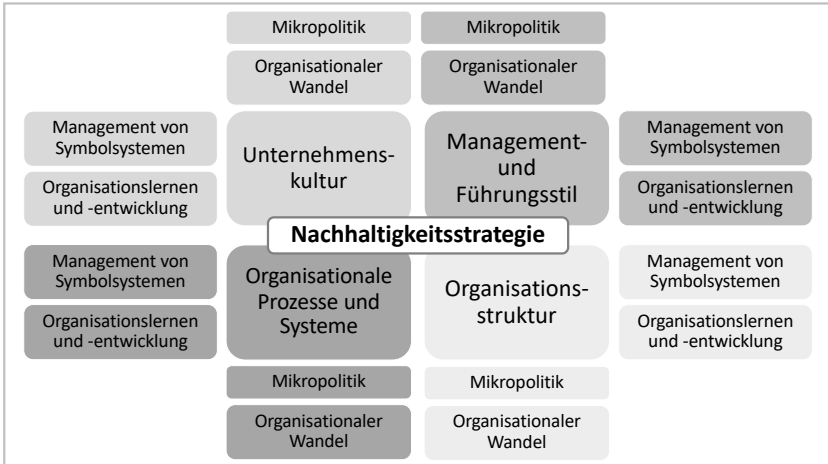 Mikropolitik
Mikropolitik
Organisationaler
Wandel
Organisationaler
Wandel
Management von
Symbolsystemen
Organisationslernen
und -entwicklung
Unternehmens-
kultur
Management-
und
Führungsstil
Management von
Symbolsystemen
Organisationslernen
und -entwicklung
Nachhaltigkeitsstrategie
Management von
Symbolsystemen
Organisationslernen
und -entwicklung
Organisationale
Prozesse und
Systeme
Organisations-
struktur
Management von
Symbolsystemen
Organisationslernen
und -entwicklung
Mikropolitik
Mikropolitik
Organisationaler
Wandel
Organisationaler
Wandel